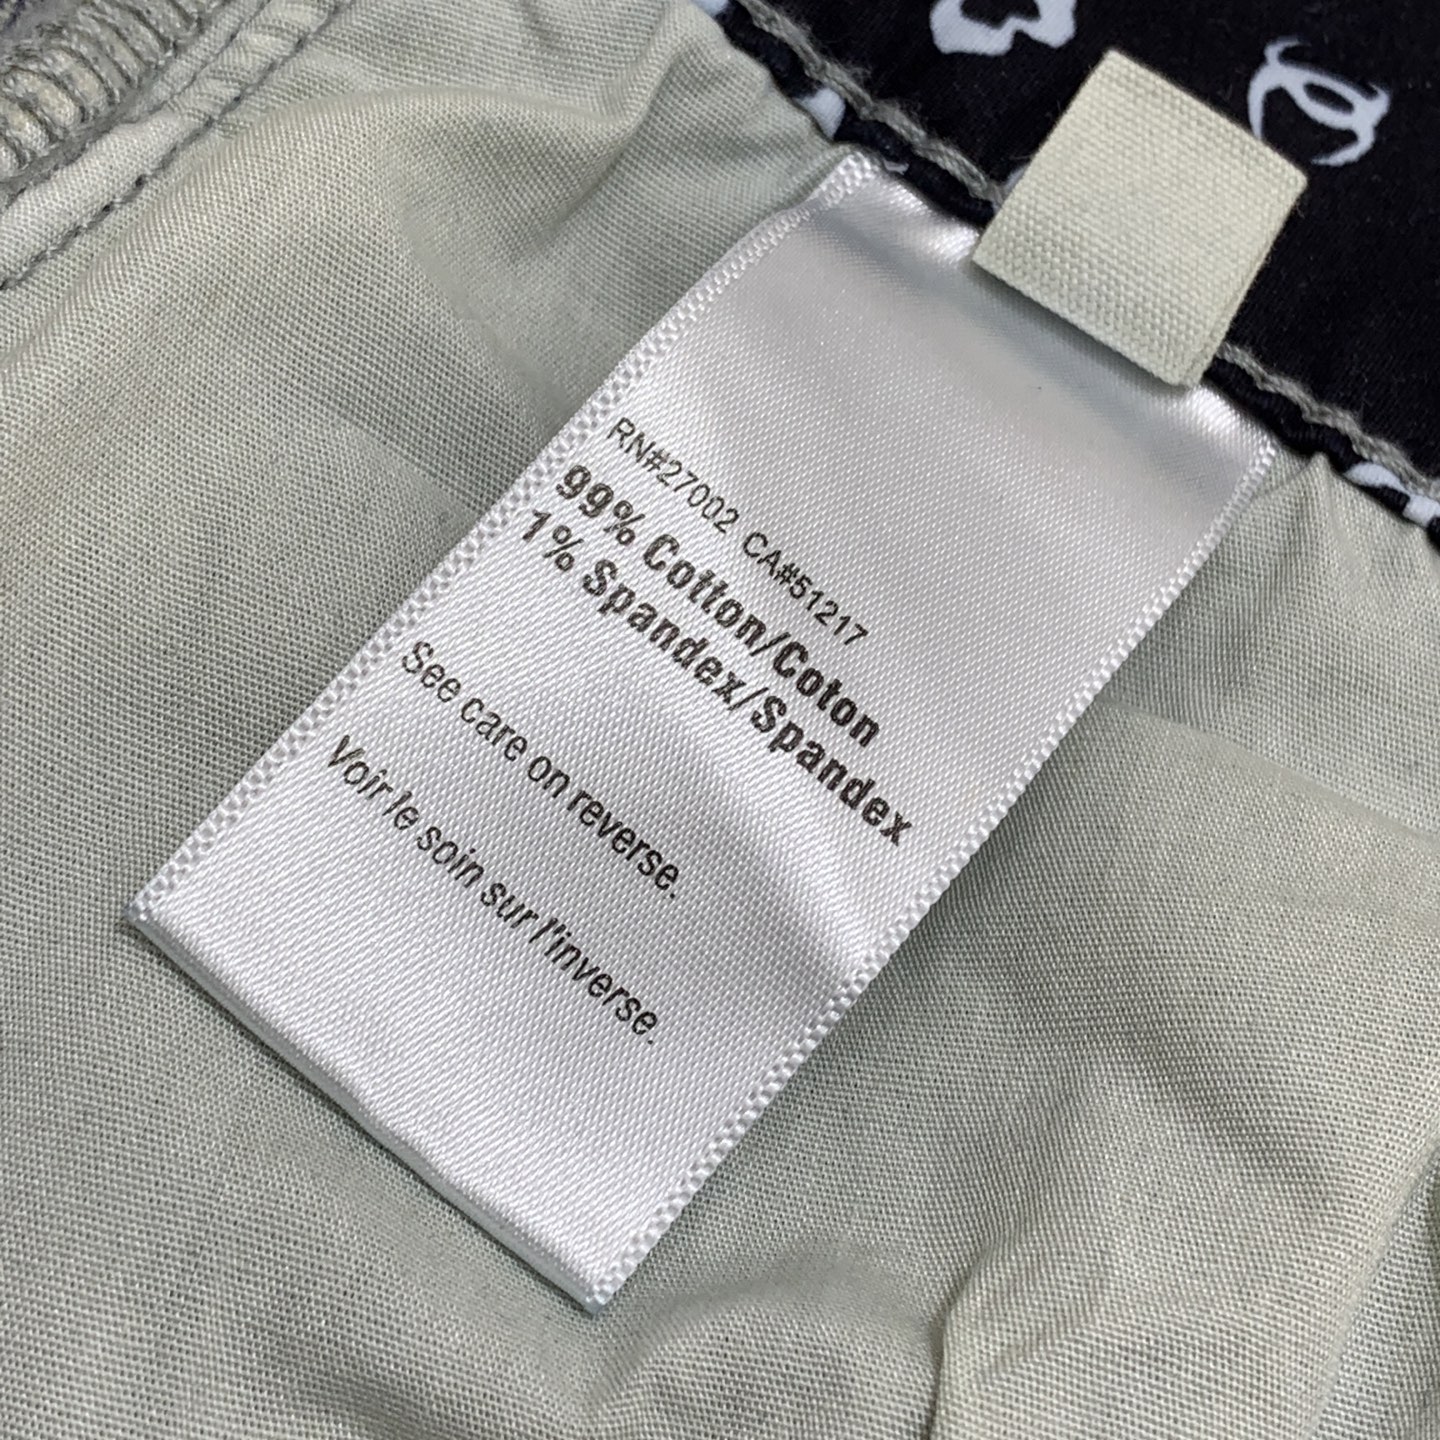 RN#27002 CA#51217
99% Cotton/Coton
1% Spandex/Spandex
See care on reverse.
Voir le soin sur l'inverse.